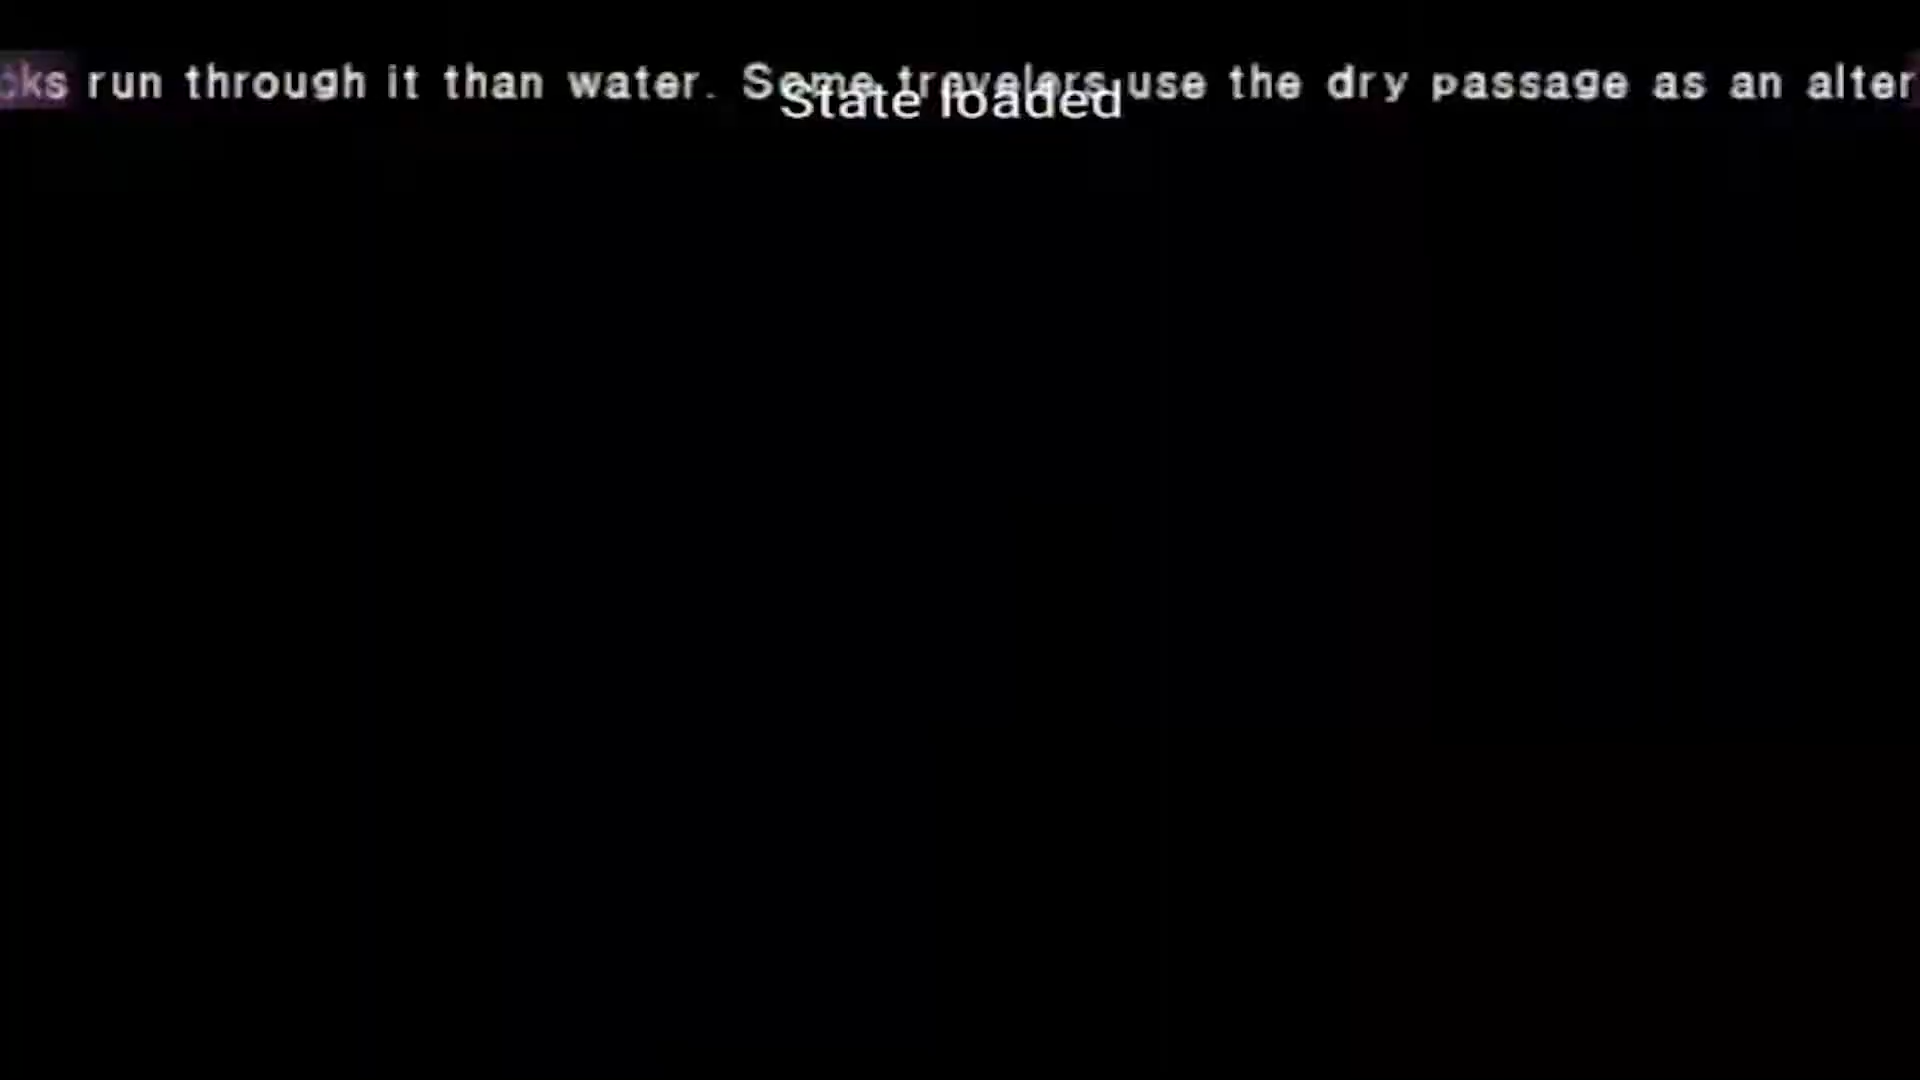 cks run through it than water. Some travelers use the dry passage as an alter
State loaded